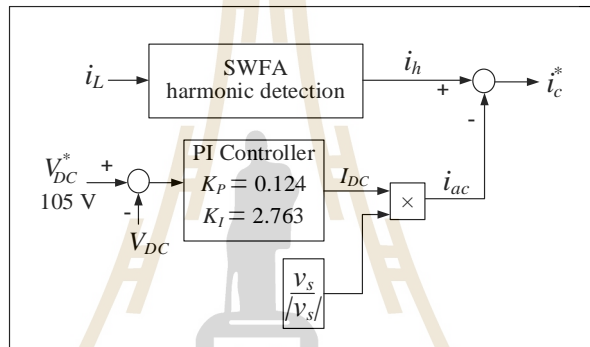 i_L
SWFA
harmonic detection
i_h
+
-
i_c^*
V_DC^*
105 V
+
-
V_DC
PI Controller
K_P = 0.124
K_I = 2.763
I_DC
×
i_ac
v_s
/v_s/